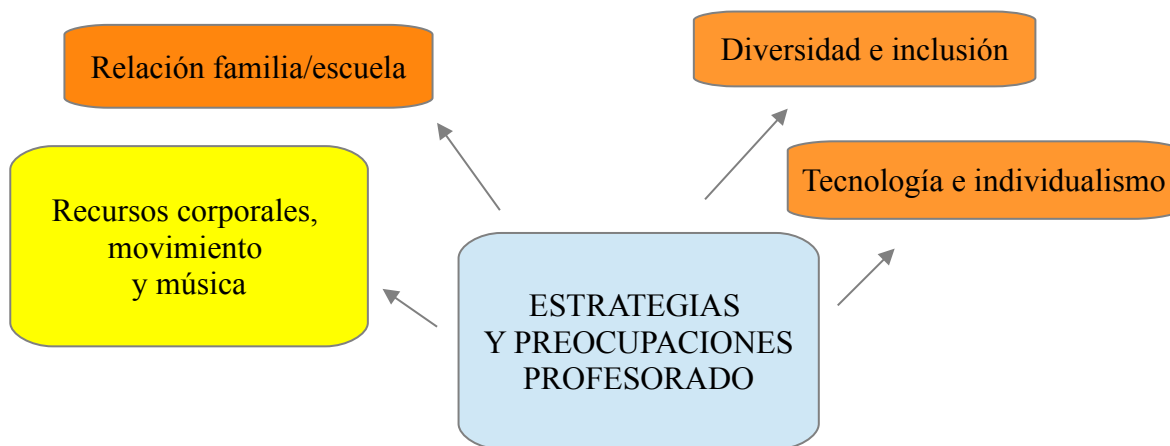 Relación familia/escuela
Diversidad e inclusión
Recursos corporales,
movimiento
y música
Tecnología e individualismo
ESTRATEGIAS
Y PREOCUPACIONES
PROFESORADO